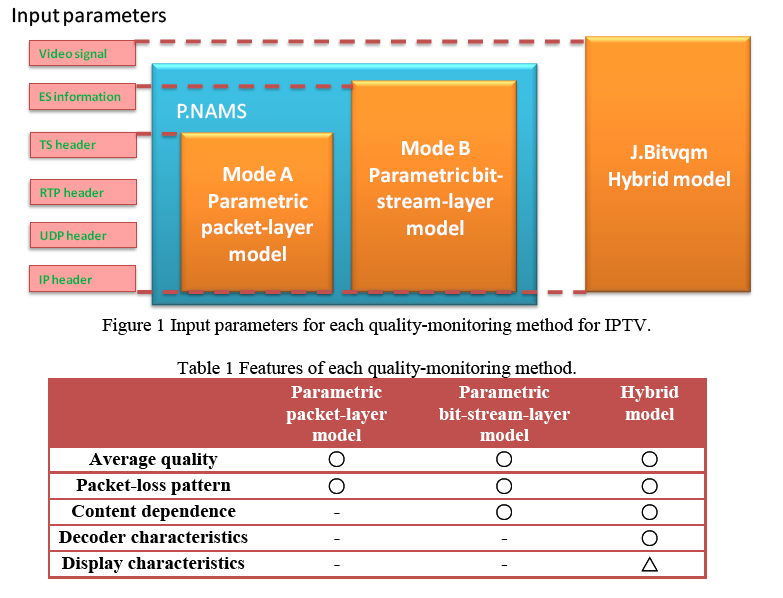 Input parameters
Video signal
ES information
TS header
RTP header
UDP header
IP header
P.NAMS
Mode A
Parametric
packet-layer
model
Mode B
Parametric bit-
stream-layer
model
J.Bitvqm
Hybrid model
Figure 1 Input parameters for each quality-monitoring method for IPTV.
Table 1 Features of each quality-monitoring method.
Parametric
packet-layer
model
Parametric
bit-stream-layer
model
Hybrid
model
Average quality ○ ○ ○
Packet-loss pattern ○ ○ ○
Content dependence - ○ ○
Decoder characteristics - - ○
Display characteristics - - △